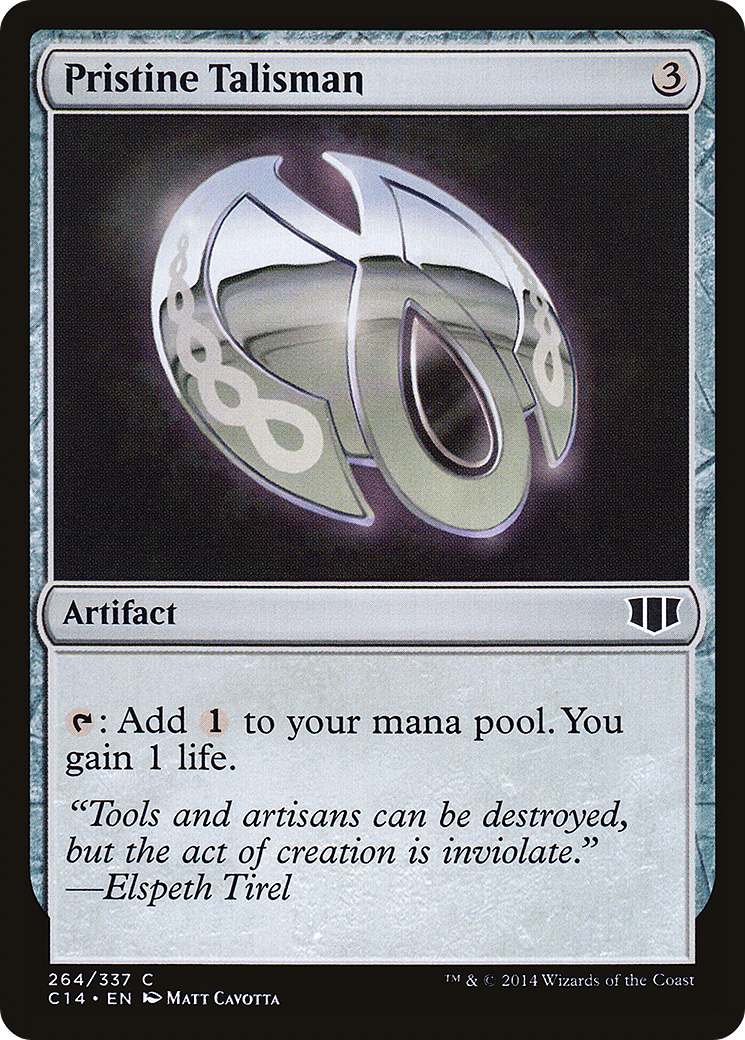 Pristine Talisman 3
Artifact
: Add 1 to your mana pool. You
gain 1 life.
“Tools and artisans can be destroyed,
but the act of creation is inviolate.”
—Elspeth Tirel
264/337 C
™ & © 2014 Wizards of the Coast
C14 • EN Matt Cavotta